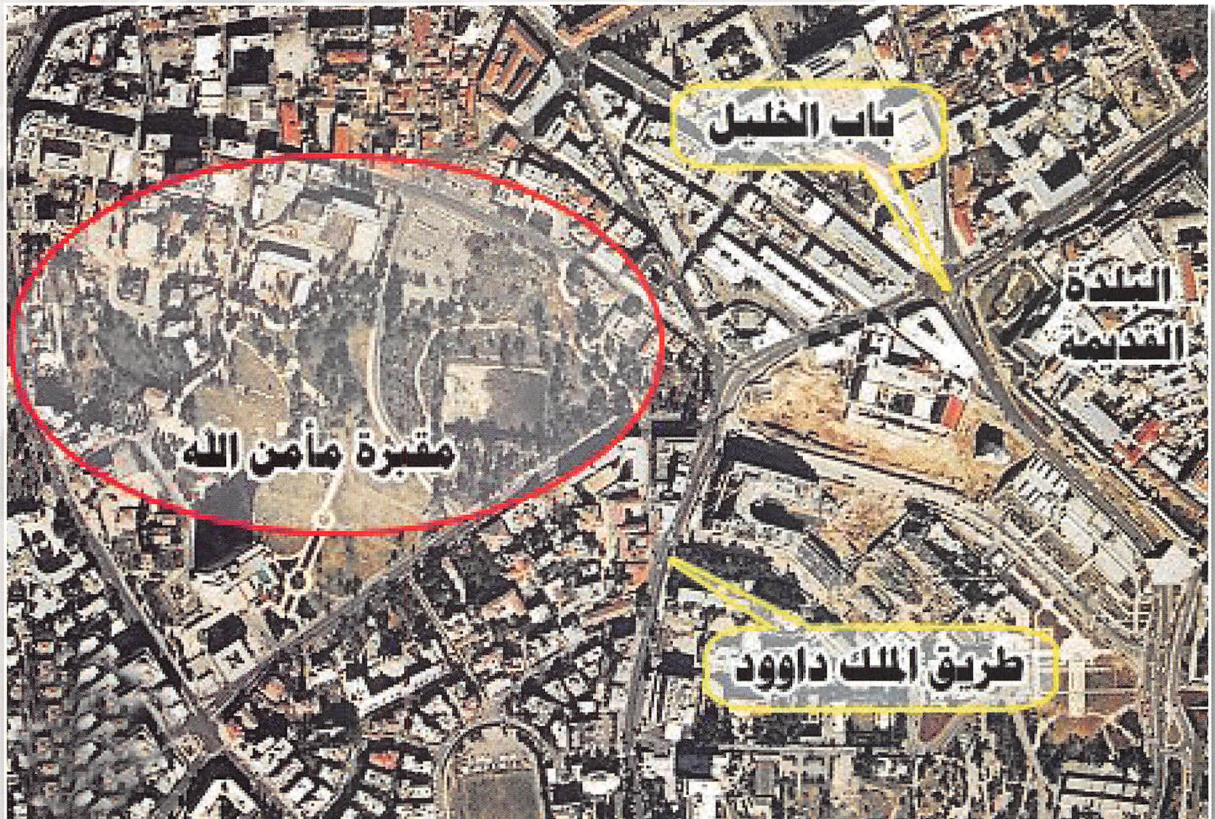 باب الخليل
البلدة
القديمة
مقبرة مأمن الله
طريق الملك داوود